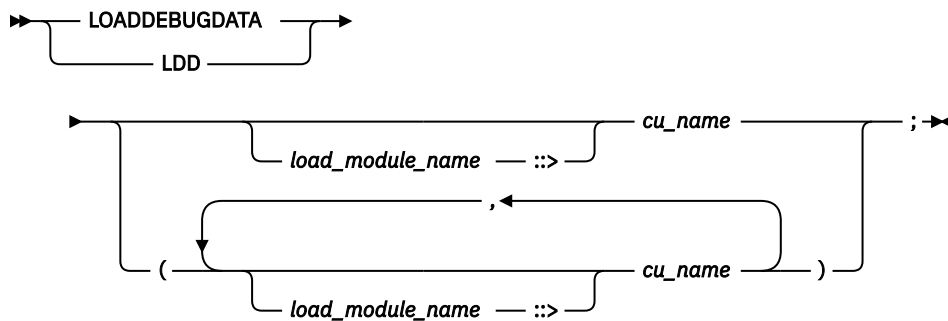 LOADDEBUGDATA
LDD
cu_name ;
load_module_name ::>
,
( cu_name )
load_module_name ::>